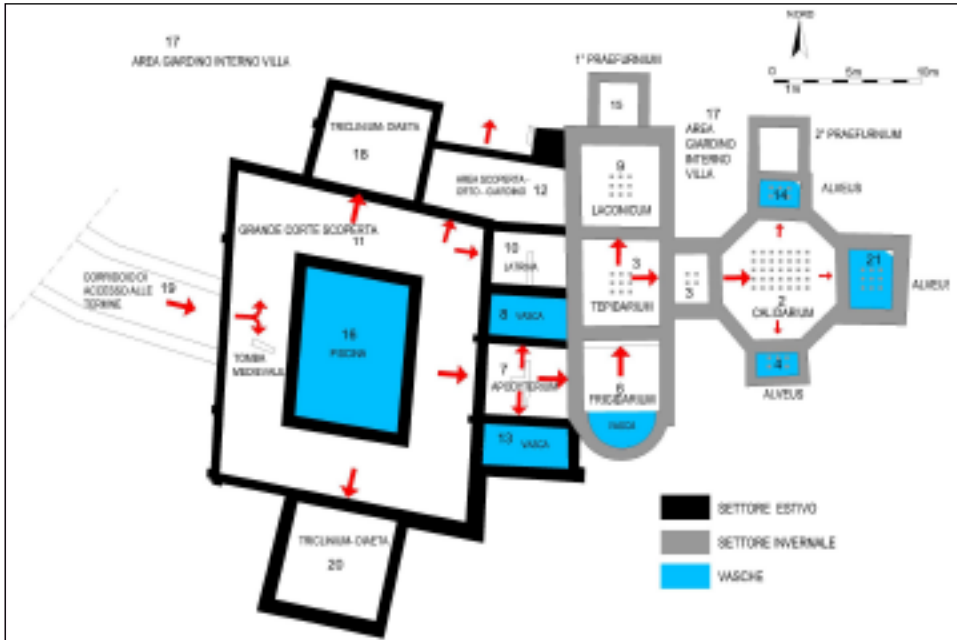 NORD
0
5m
10m
1m
17
AREA GIARDINO INTERNO VILLA
1° PRAEFURNIUM
15
17
AREA
GIARDINO
INTERNO
VILLA
2° PRAEFURNIUM
TRICLINIUM-DIAETA
18
9
LACONICUM
AREA SCOPERTA -
12
14
ALVEUS
GRANDE CORTE SCOPERTA
11
10
LATRINA
3
TEPIDARIUM
3
21
ALVEUS
2
CALIDARIUM
CORRIDOIO DI
ACCESSO ALLE
TERME
19
16
PISCINA
8 VASCA
TOMBA
MEDIEVALE
7
APODYTERIUM
6
FRIGIDARIUM
VASCA
4
ALVEUS
13 VASCA
TRICLINIUM-DIAETA
20
SETTORE ESTIVO
SETTORE INVERNALE
VASCHE